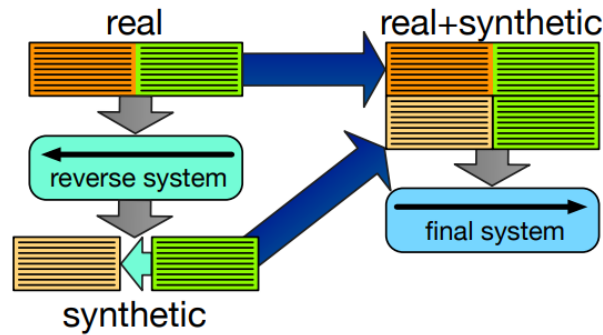 real
real+synthetic
reverse system
final system
synthetic